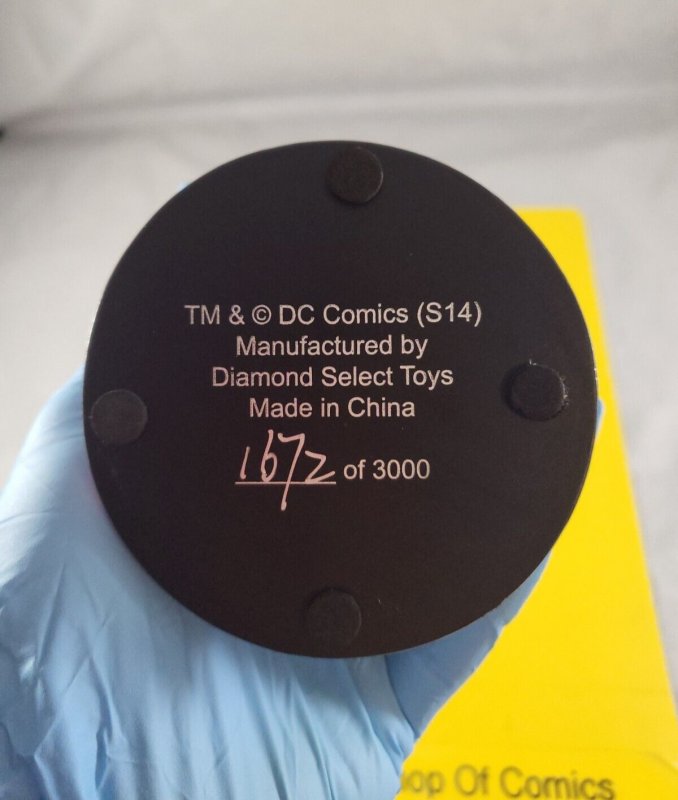 TM & © DC Comics (S14)
Manufactured by
Diamond Select Toys
Made in China
1672 of 3000
Of Comics